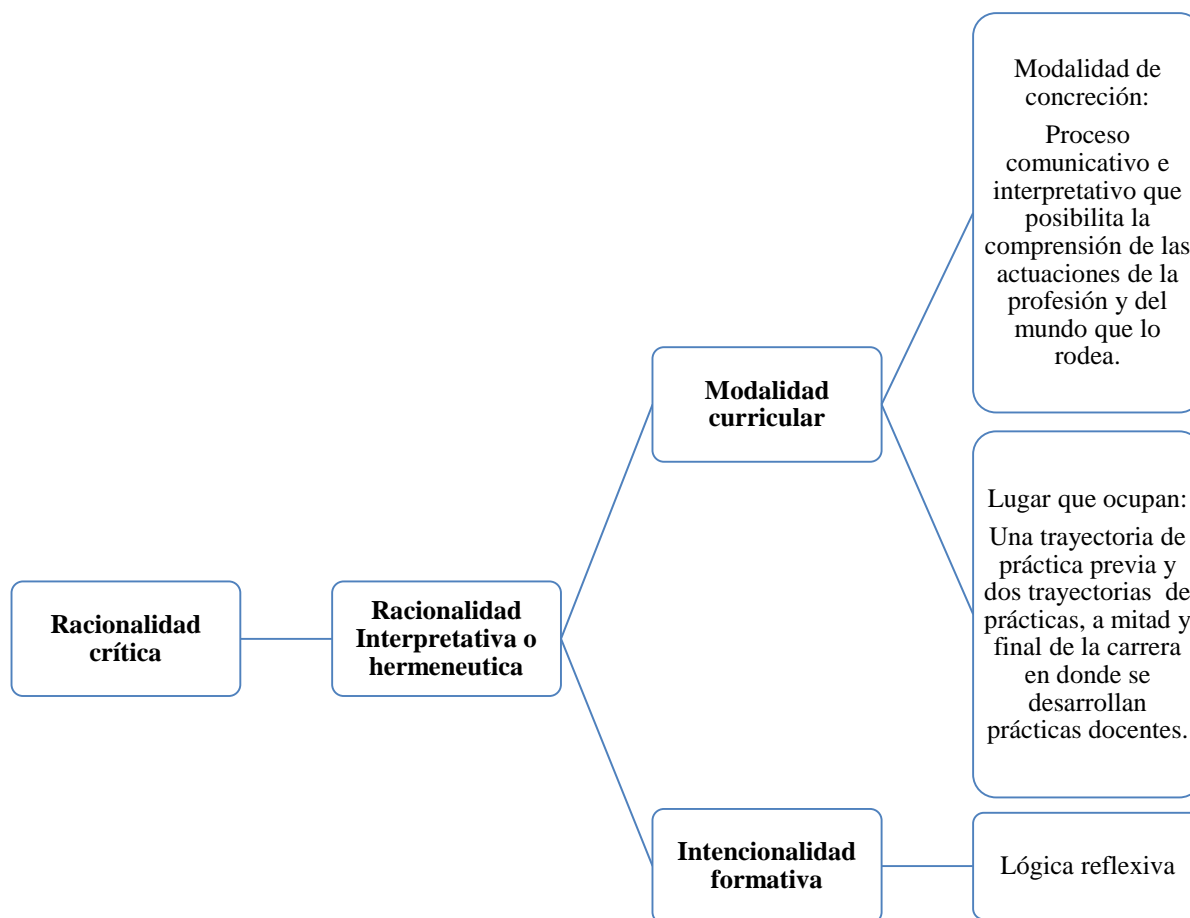 Racionalidad
crítica
Racionalidad
Interpretativa o
hermeneutica
Modalidad
curricular
Modalidad de
concreción:
Proceso
comunicativo e
interpretativo que
posibilita la
comprensión de las
actuaciones de la
profesión y del
mundo que lo
rodea.
Lugar que ocupan:
Una trayectoria de
práctica previa y
dos trayectorias de
prácticas, a mitad y
final de la carrera
en donde se
desarrollan
prácticas docentes.
Intencionalidad
formativa
Lógica reflexiva